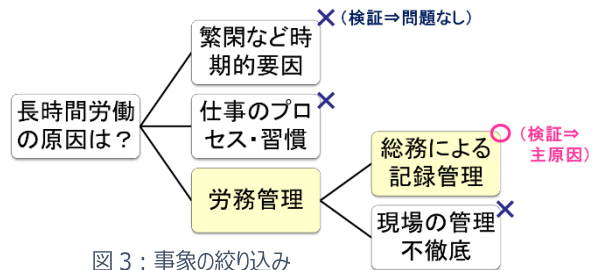 繁閑など時
期的要因
×(検証⇒問題なし)
長時間労働
の原因は?
仕事のプロ
セス・習慣
×
労務管理
総務による
記録管理
○(検証⇒
主原因)
現場の管理
不徹底
×
図3:事象の絞り込み